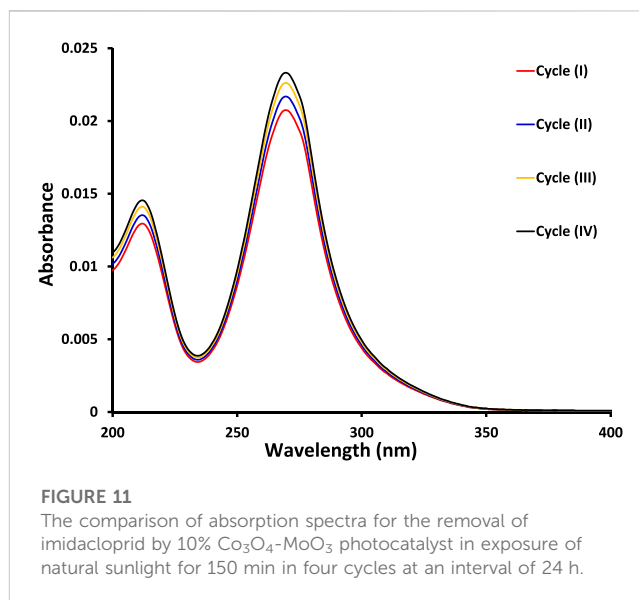 0.025
0.02
0.015
0.01
0.005
0
Absorbance
200 250 300 350 400
Wavelength (nm)
Cycle (I)
Cycle (II)
Cycle (III)
Cycle (IV)
FIGURE 11
The comparison of absorption spectra for the removal of
imidacloprid by 10% Co₃O₄-MoO₃ photocatalyst in exposure of
natural sunlight for 150 min in four cycles at an interval of 24 h.